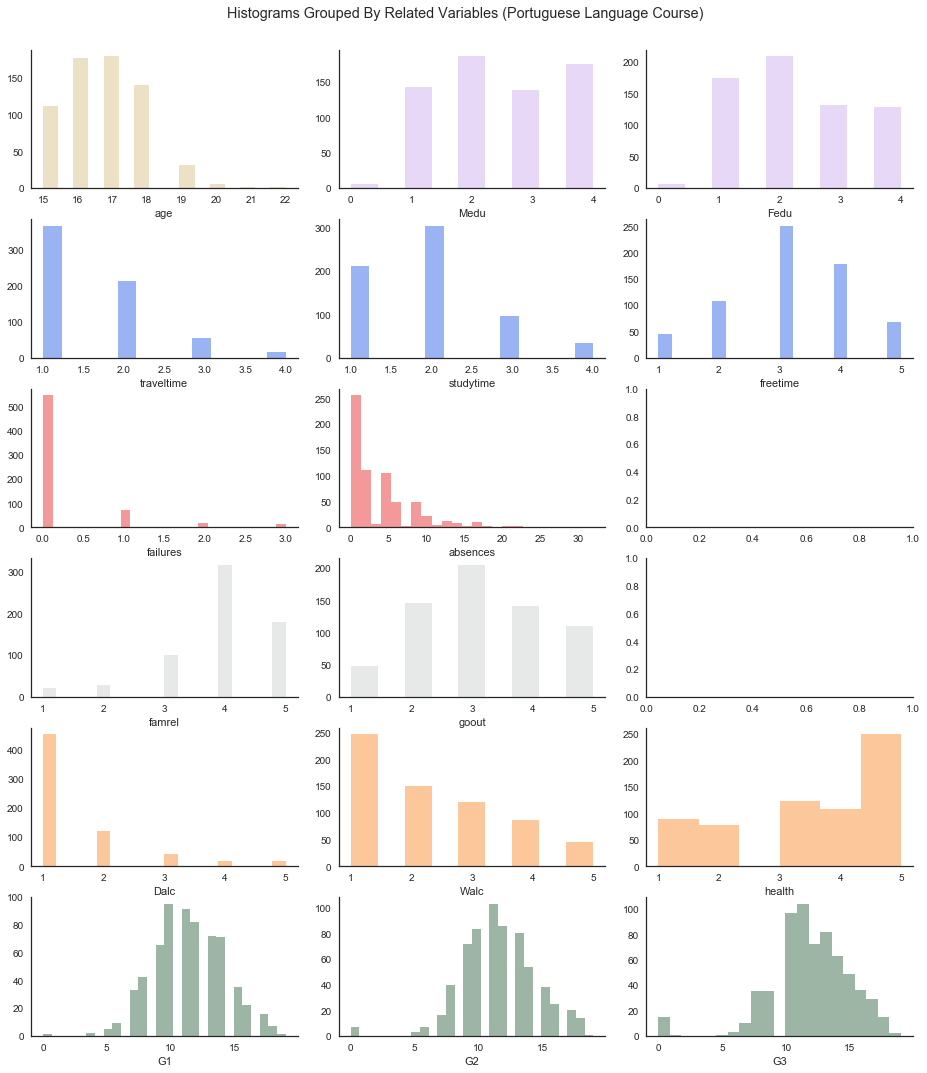 Histograms Grouped By Related Variables (Portuguese Language Course)
150
100
50
0
15 16 17 18 19 20 21 22
age
150
100
50
0
0 1 2 3 4
Medu
200
150
100
50
0
0 1 2 3 4
Fedu
300
200
100
0
1.0 1.5 2.0 2.5 3.0 3.5 4.0
traveltime
300
200
100
0
1.0 1.5 2.0 2.5 3.0 3.5 4.0
studytime
250
200
150
100
50
0
1 2 3 4 5
freetime
500
400
300
200
100
0
0.0 0.5 1.0 1.5 2.0 2.5 3.0
failures
250
200
150
100
50
0
0 5 10 15 20 25 30
absences
1.0
0.8
0.6
0.4
0.2
0.0
0.0 0.2 0.4 0.6 0.8 1.0
300
200
100
0
1 2 3 4 5
famrel
200
150
100
50
0
1 2 3 4 5
goout
1.0
0.8
0.6
0.4
0.2
0.0
0.0 0.2 0.4 0.6 0.8 1.0
400
300
200
100
0
1 2 3 4 5
Dalc
250
200
150
100
50
0
1 2 3 4 5
Walc
250
200
150
100
50
0
1 2 3 4 5
health
100
80
60
40
20
0
0 5 10 15
G1
100
80
60
40
20
0
0 5 10 15
G2
100
80
60
40
20
0
0 5 10 15
G3